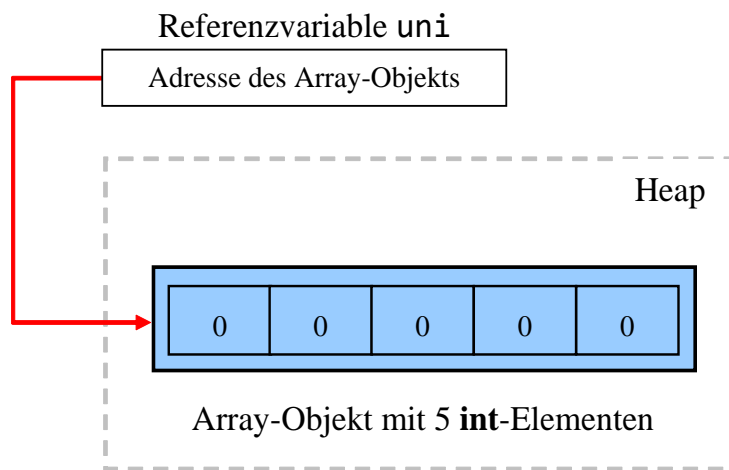 Referenzvariable uni
Adresse des Array-Objekts
Heap
0 0 0 0 0
Array-Objekt mit 5 int-Elementen